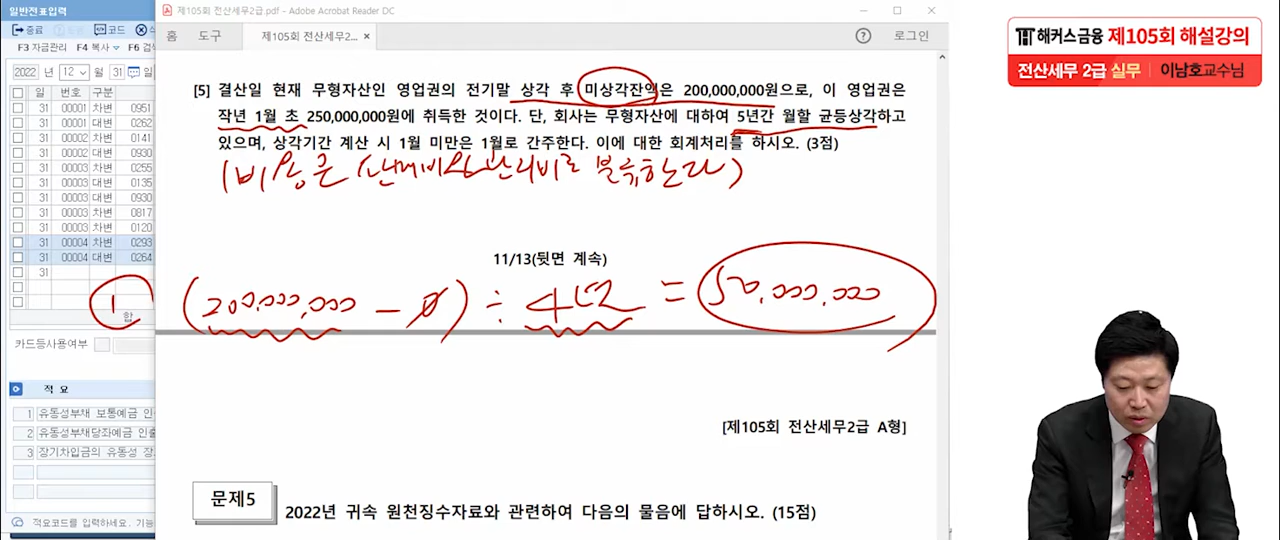 일반전표입력
종료
코드
F3 자금관리 F4 복사 F6 검색
2022 년 12 월 31 일
일 번호 구분
31 00001 차변 0951
31 00001 대변 0262
31 00002 차변 0141
31 00002 대변 0930
31 00003 차변 0255
31 00003 대변 0135
31 00003 대변 0930
31 00003 차변 0817
31 00003 차변 0120
31 00004 차변 0293
31 00004 대변 0264
31
합
카드등사용여부
적 요
1 유동성부채 보통예금 인
2 유동성부채당좌예금 인출
3 장기차입금의 유동성 장
적요코드를 입력하세요. 기능
제105회 전산세무2급.pdf - Adobe Acrobat Reader DC
홈 도구 제105회 전산세무2... × 로그인
[5] 결산일 현재 무형자산인 영업권의 전기말 상각 후 미상각잔액은 200,000,000원으로, 이 영업권은
작년 1월 초 250,000,000원에 취득한 것이다. 단, 회사는 무형자산에 대하여 5년간 월할 균등상각하고
있으며, 상각기간 계산 시 1월 미만은 1월로 간주한다. 이에 대한 회계처리를 하시오. (3점)
(비용은 판매비와관리비로 분류한다)
11/13(뒷면 계속)
1 (200,000,000 - 0) ÷ 4년 = 50,000,000
[제105회 전산세무2급 A형]
문제5 2022년 귀속 원천징수자료와 관련하여 다음의 물음에 답하시오. (15점)
해커스금융 제105회 해설강의
전산세무 2급 실무 | 이남호교수님